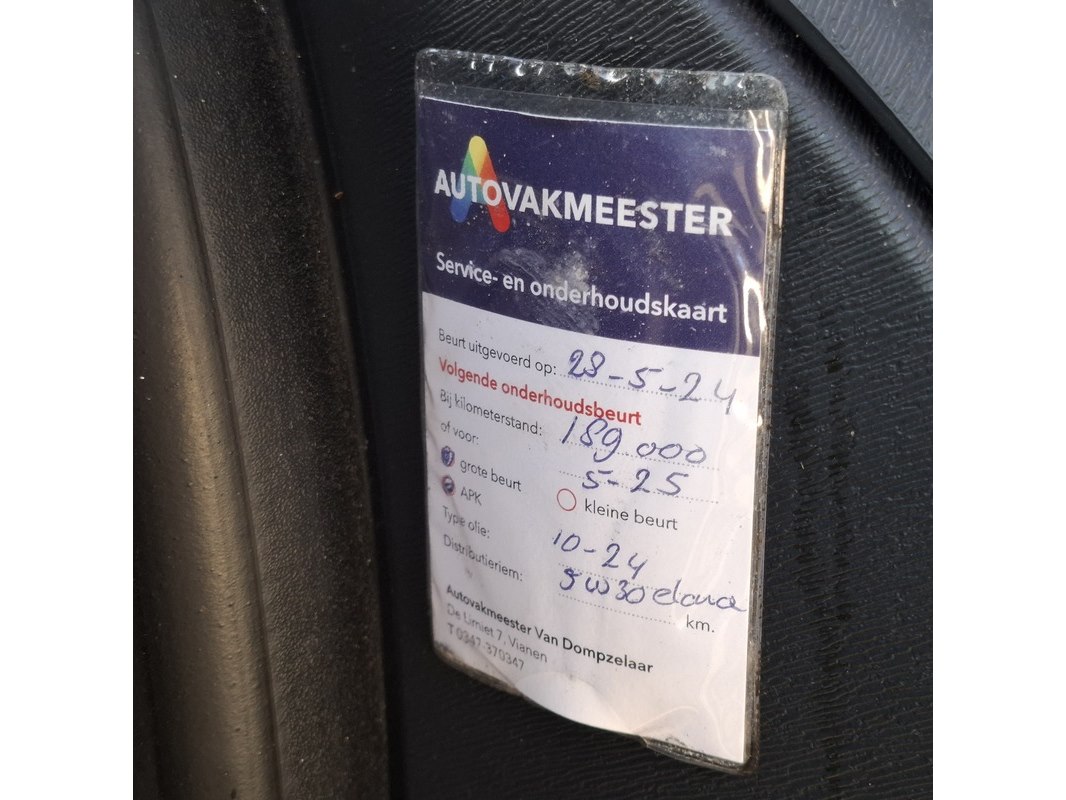 AUTOVAKMEESTER
Service- en onderhoudskaart
Beurt uitgevoerd op: 28-5-24
Volgende onderhoudsbeurt
Bij kilometerstand: 189.000
of voor: 5-25
grote beurt
kleine beurt
APK 10-24
Type olie: 5W30
Distributieriem: km.
Autovakmeester Van Dompzelaar
De Limiet 7, Vianen
T 0347-370347